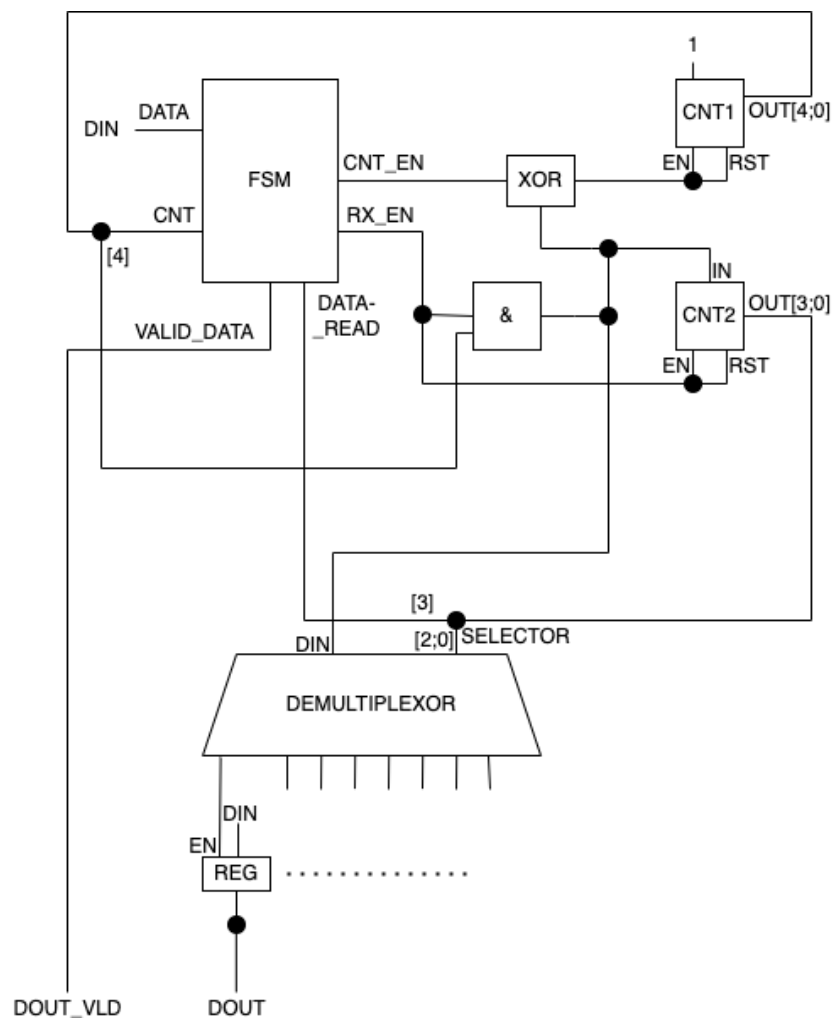 1
CNT1
OUT[4;0]
EN
RST
DATA
DIN
FSM
CNT_EN
XOR
CNT
RX_EN
[4]
IN
CNT2
OUT[3;0]
EN
RST
DATA-
_READ
&
VALID_DATA
[3]
DIN
[2;0]
SELECTOR
DEMULTIPLEXOR
DIN
EN
REG
DOUT_VLD
DOUT